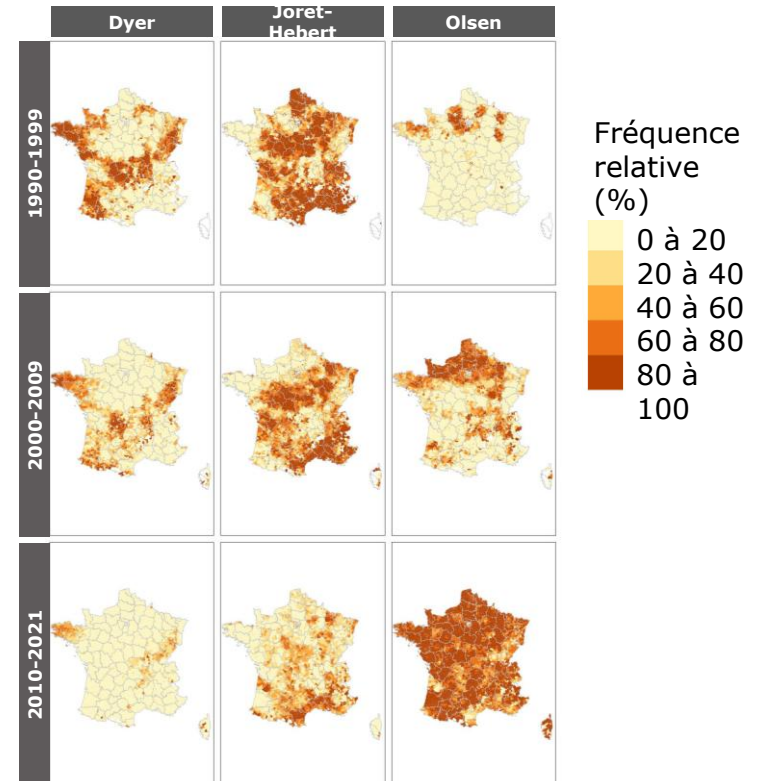 Dyer
Joret-
Hebert
Olsen
1990-1999
2000-2009
2010-2021
Fréquence
relative
(%)
0 à 20
20 à 40
40 à 60
60 à 80
80 à
100